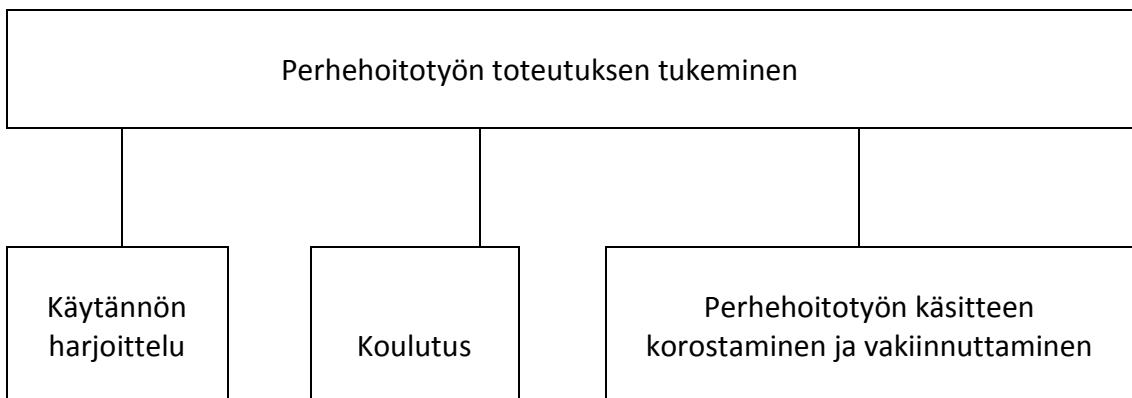 Perhehoitotyön toteutuksen tukeminen
Käytännön
harjoittelu
Koulutus
Perhehoitotyön käsitteen
korostaminen ja vakiinnuttaminen